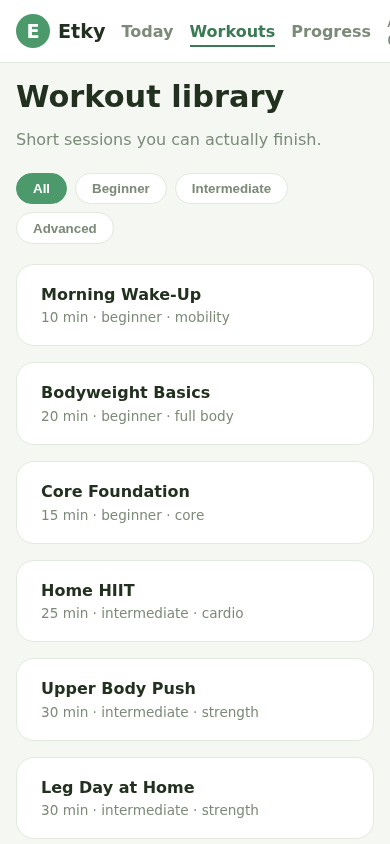 E Etky Today Workouts Progress
Workout library
Short sessions you can actually finish.
All Beginner Intermediate
Advanced
Morning Wake-Up
10 min · beginner · mobility
Bodyweight Basics
20 min · beginner · full body
Core Foundation
15 min · beginner · core
Home HIIT
25 min · intermediate · cardio
Upper Body Push
30 min · intermediate · strength
Leg Day at Home
30 min · intermediate · strength